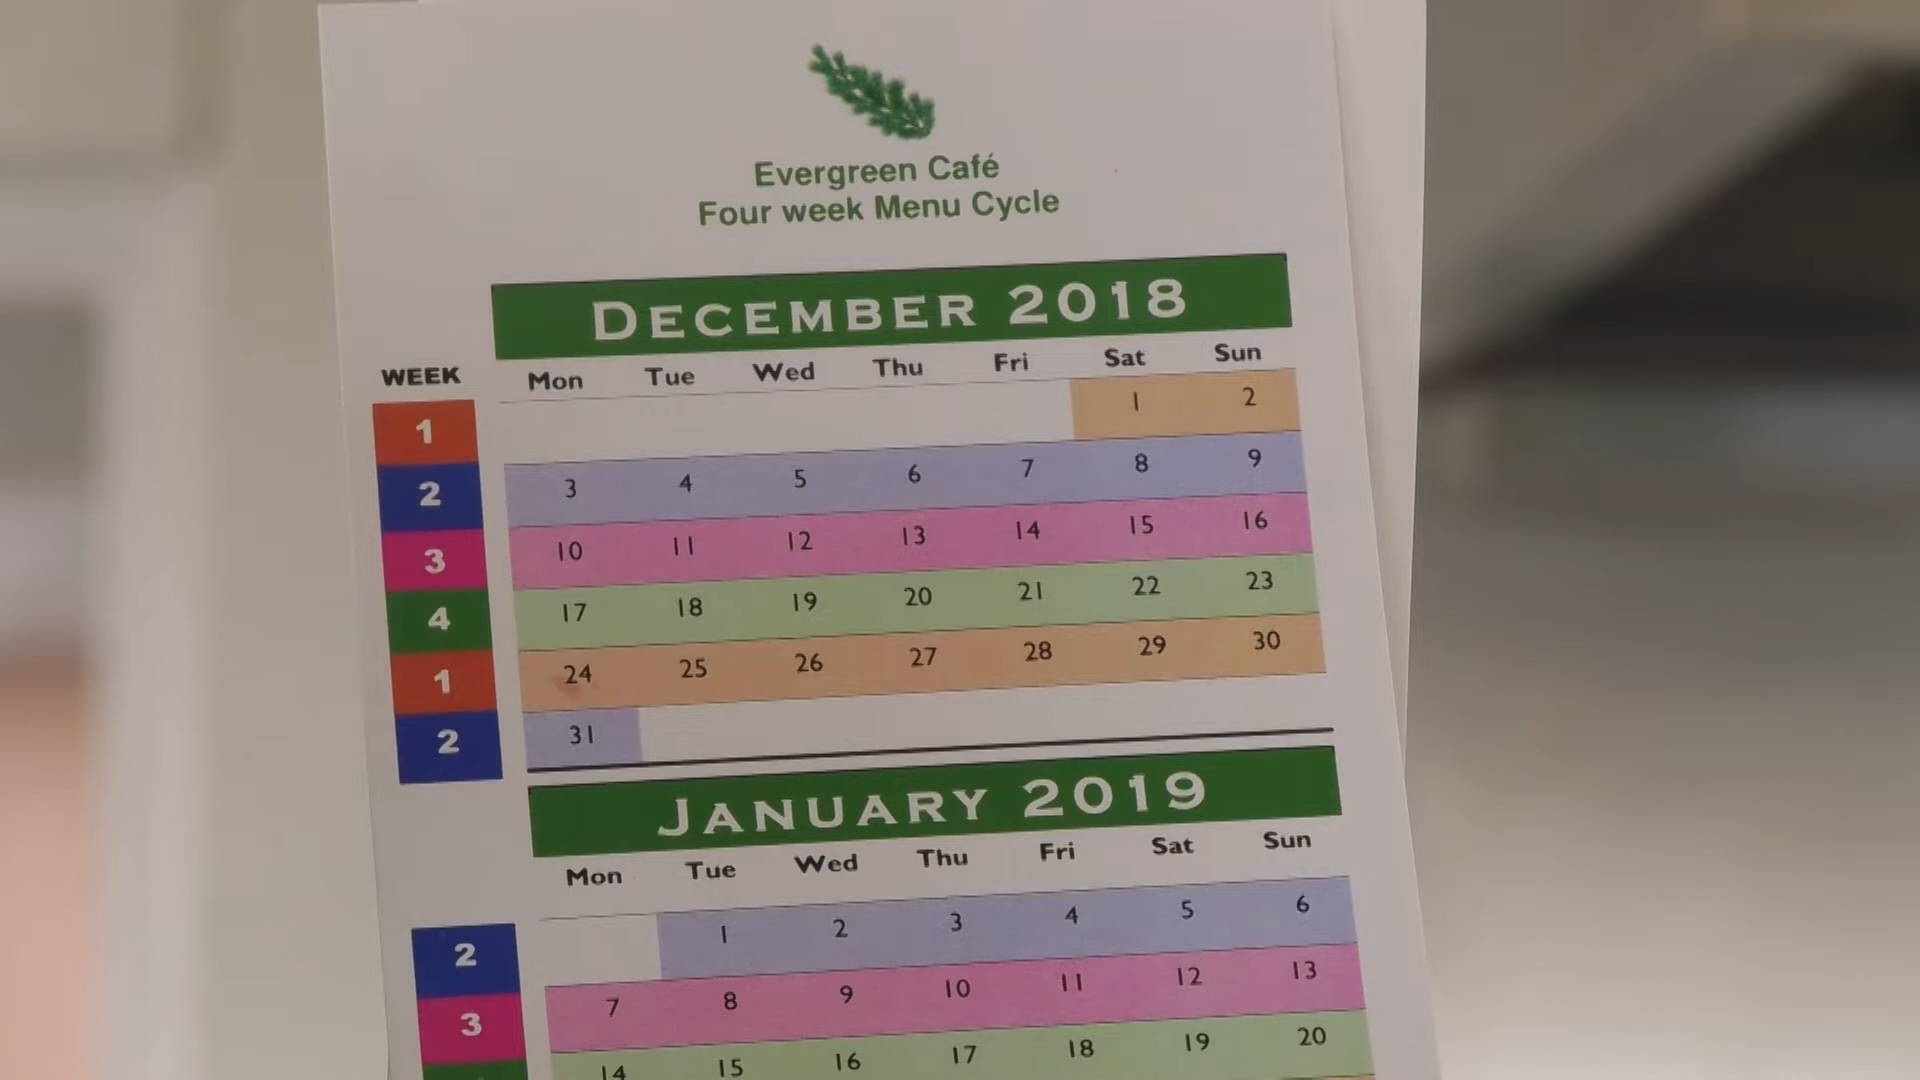 Evergreen Café
Four week Menu Cycle
DECEMBER 2018
WEEK Mon Tue Wed Thu Fri Sat Sun
1 1 2
2 3 4 5 6 7 8 9
3 10 11 12 13 14 15 16
4 17 18 19 20 21 22 23
1 24 25 26 27 28 29 30
2 31
JANUARY 2019
Mon Tue Wed Thu Fri Sat Sun
2 1 2 3 4 5 6
3 7 8 9 10 11 12 13
14 15 16 17 18 19 20